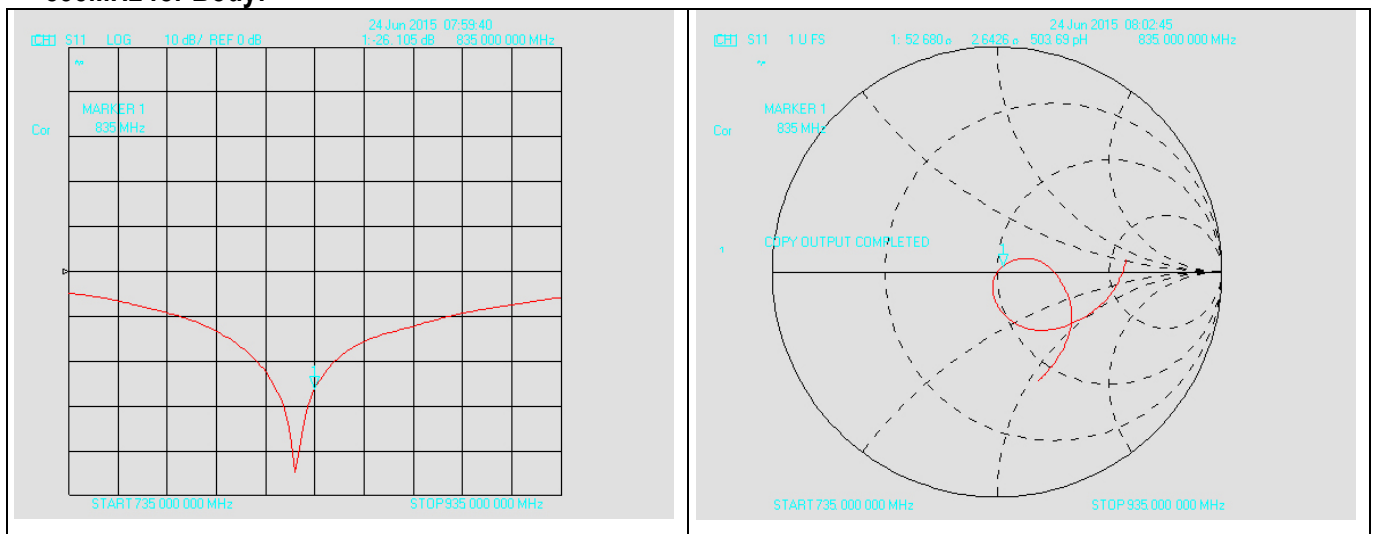 24 Jun 2015 07:59:40
CH1 S11 LOG 10 dB/ REF 0 dB 1:-26.105 dB 835 000 000 MHz
MARKER 1
835 MHz
Cor
1
START 735 000 000 MHz STOP 935 000 000 MHz
24 Jun 2015 08:02:45
CH1 S11 1 U FS 1: 52 680 o 2 6426 o 503 69 pH 835 000 000 MHz
MARKER 1
835 MHz
Cor
COPY OUTPUT COMPLETED
1
START 735 000 000 MHz STOP 935 000 000 MHz